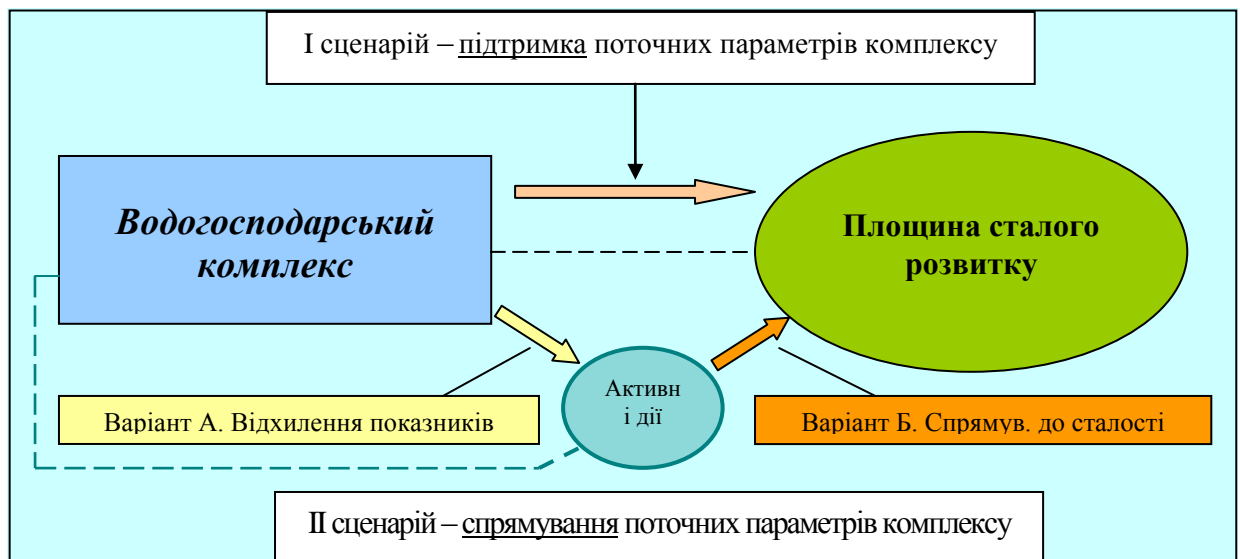 І сценарій – підтримка поточних параметрів комплексу
Водогосподарський
комплекс
Площина сталого
розвитку
Активн
і дії
Варіант А. Відхилення показників
Варіант Б. Спрямув. до сталості
ІІ сценарій – спрямування поточних параметрів комплексу